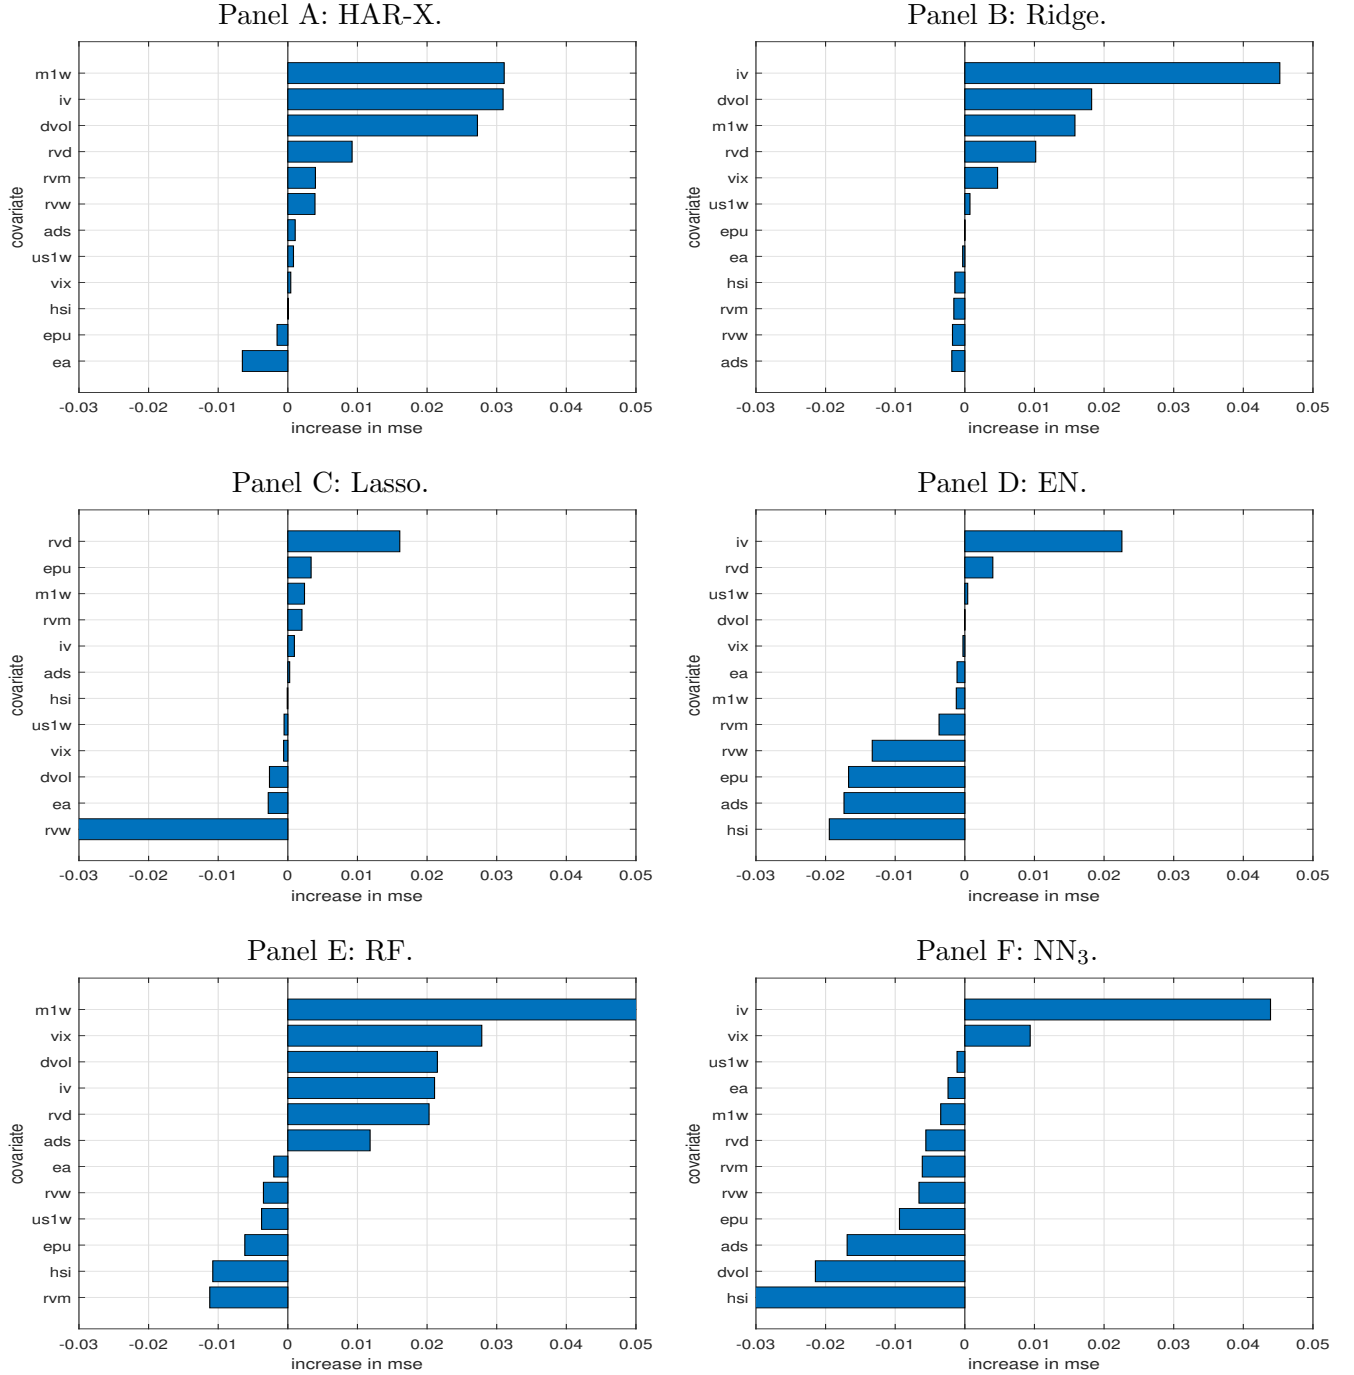 Panel A: HAR-X.
covariate
m1w
iv
dvol
rvd
rvm
rvw
ads
us1w
vix
hsi
epu
ea
-0.03 -0.02 -0.01 0 0.01 0.02 0.03 0.04 0.05
increase in mse
Panel B: Ridge.
covariate
iv
dvol
m1w
rvd
vix
us1w
epu
ea
hsi
rvm
rvw
ads
-0.03 -0.02 -0.01 0 0.01 0.02 0.03 0.04 0.05
increase in mse
Panel C: Lasso.
covariate
rvd
epu
m1w
rvm
iv
ads
hsi
us1w
vix
dvol
ea
rvw
-0.03 -0.02 -0.01 0 0.01 0.02 0.03 0.04 0.05
increase in mse
Panel D: EN.
covariate
iv
rvd
us1w
dvol
vix
ea
m1w
rvm
rvw
epu
ads
hsi
-0.03 -0.02 -0.01 0 0.01 0.02 0.03 0.04 0.05
increase in mse
Panel E: RF.
covariate
m1w
vix
dvol
iv
rvd
ads
ea
rvw
us1w
epu
hsi
rvm
-0.03 -0.02 -0.01 0 0.01 0.02 0.03 0.04 0.05
increase in mse
Panel F: NN₃.
covariate
iv
vix
us1w
ea
m1w
rvd
rvm
rvw
epu
ads
dvol
hsi
-0.03 -0.02 -0.01 0 0.01 0.02 0.03 0.04 0.05
increase in mse